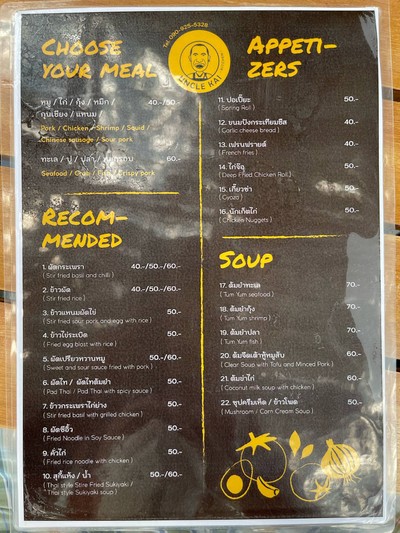 Tel. 090-925-5328
UNCLE KAI
CHOOSE
YOUR MEAL
หมู / ไก่ / กุ้ง / หมึก / 40.-/50.-
กุนเชียง / แหนม /
Pork / Chicken / Shrimp / Squid /
Chinese sausage / Sour pork
ทะเล / ปู / ปลา / หมูกรอบ 60.-
Seafood / Crab / Fish / Crispy pork
RECOM-
MENDED
1. ผัดกระเพรา 40.-/50.-/60.-
( Stir fried basil and chilli )
2. ข้าวผัด 40.-/50.-/60.-
( Stir fried rice )
3. ข้าวแหนมผัดไข่ 50.-
( Stir fried sour pork and egg with rice )
4. ข้าวไข่ระเบิด 50.-
( Fried egg blast with rice )
5. ผัดเปรี้ยวหวานหมู 50.-/60.-
( Sweet and sour sauce fried with pork )
6. ผัดไท / ผัดไทต้มยำ 50.-
( Pad Thai / Pad Thai with spicy sauce )
7. ข้าวกระเพราไก่ย่าง 50.-
( Stir fried basil with grilled chicken )
8. ผัดซีอิ้ว 50.-
( Fried Noodle in Soy Sauce )
9. คั่วไก่ 50.-
( Fried rice noodle with chicken )
10. สุกี้แห้ง / น้ำ 50.-/60.-
( Thai style Stire Fried Sukiyaki /
Thai style Sukiyaki soup )
APPETI-
ZERS
11. ปอเปี๊ยะ 50.-
( Spring Roll )
12. ขนมปังกระเทียมชีส 40.-
( Garlic cheese bread )
13. เฟรนฟรายด์ 40.-
( French fries )
14. ไก่จ๊อ 50.-
( Deep Fried Chicken Roll )
15. เกี๊ยวซ่า 50.-
( Gyoza )
16. นักเก็ตไก่ 50.-
( Chicken Nuggets )
SOUP
17. ต้มยำทะเล 70.-
( Tum Yum seafood )
18. ต้มยำกุ้ง 70.-
( Tum Yum shrimp )
19. ต้มยำปลา 70.-
( Tum Yum fish )
20. ต้มจืดเต้าหู้หมูสับ 60.-
( Clear Soup with Tofu and Minced Pork )
21. ต้มข่าไก่ 60.-
( Coconut milk soup with chicken )
22. ซุปครีมเห็ด / ข้าวโพด 50.-
( Mushroom / Corn Cream Soup )